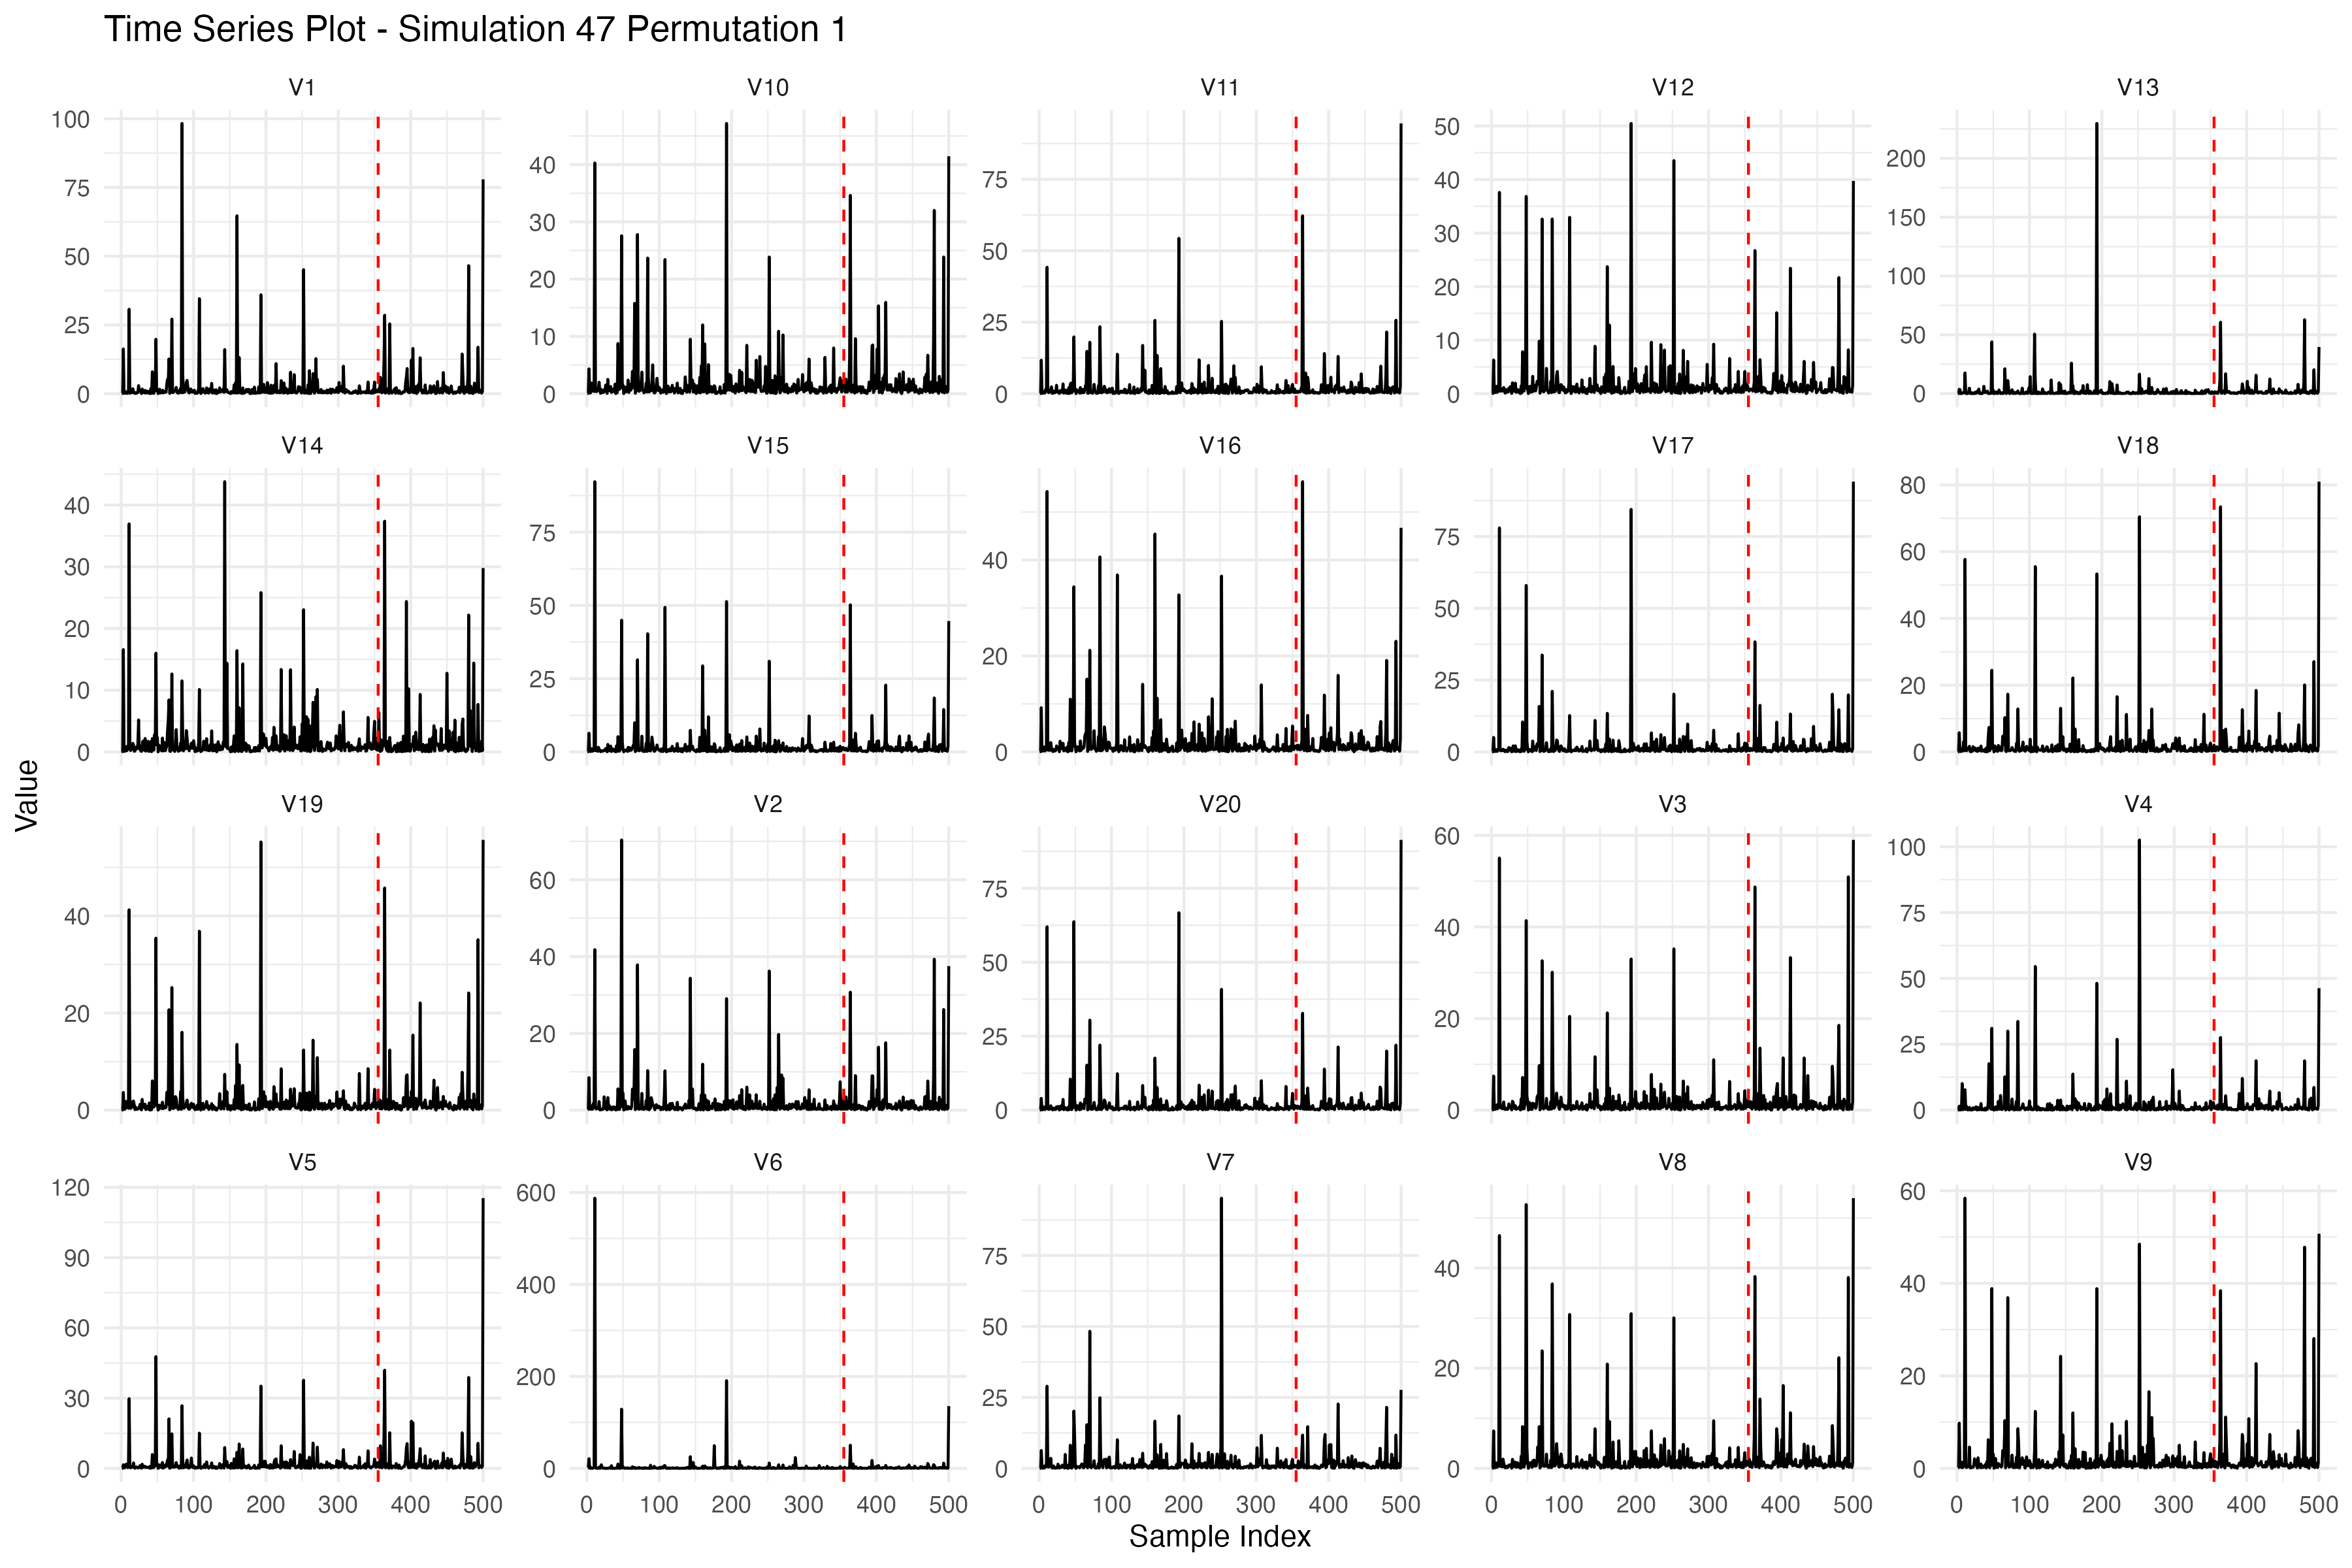 Time Series Plot - Simulation 47 Permutation 1
V1 V10 V11 V12 V13
100 75 50 25 0
40 30 20 10 0
75 50 25 0
50 40 30 20 10 0
200 150 100 50 0
V14 V15 V16 V17 V18
40 30 20 10 0
75 50 25 0
40 20 0
75 50 25 0
80 60 40 20 0
Value
V19 V2 V20 V3 V4
40 20 0
60 40 20 0
75 50 25 0
60 40 20 0
100 75 50 25 0
V5 V6 V7 V8 V9
120 90 60 30 0
600 400 200 0
75 50 25 0
40 20 0
60 40 20 0
0 100 200 300 400 500 0 100 200 300 400 500 0 100 200 300 400 500 0 100 200 300 400 500 0 100 200 300 400 500
Sample Index